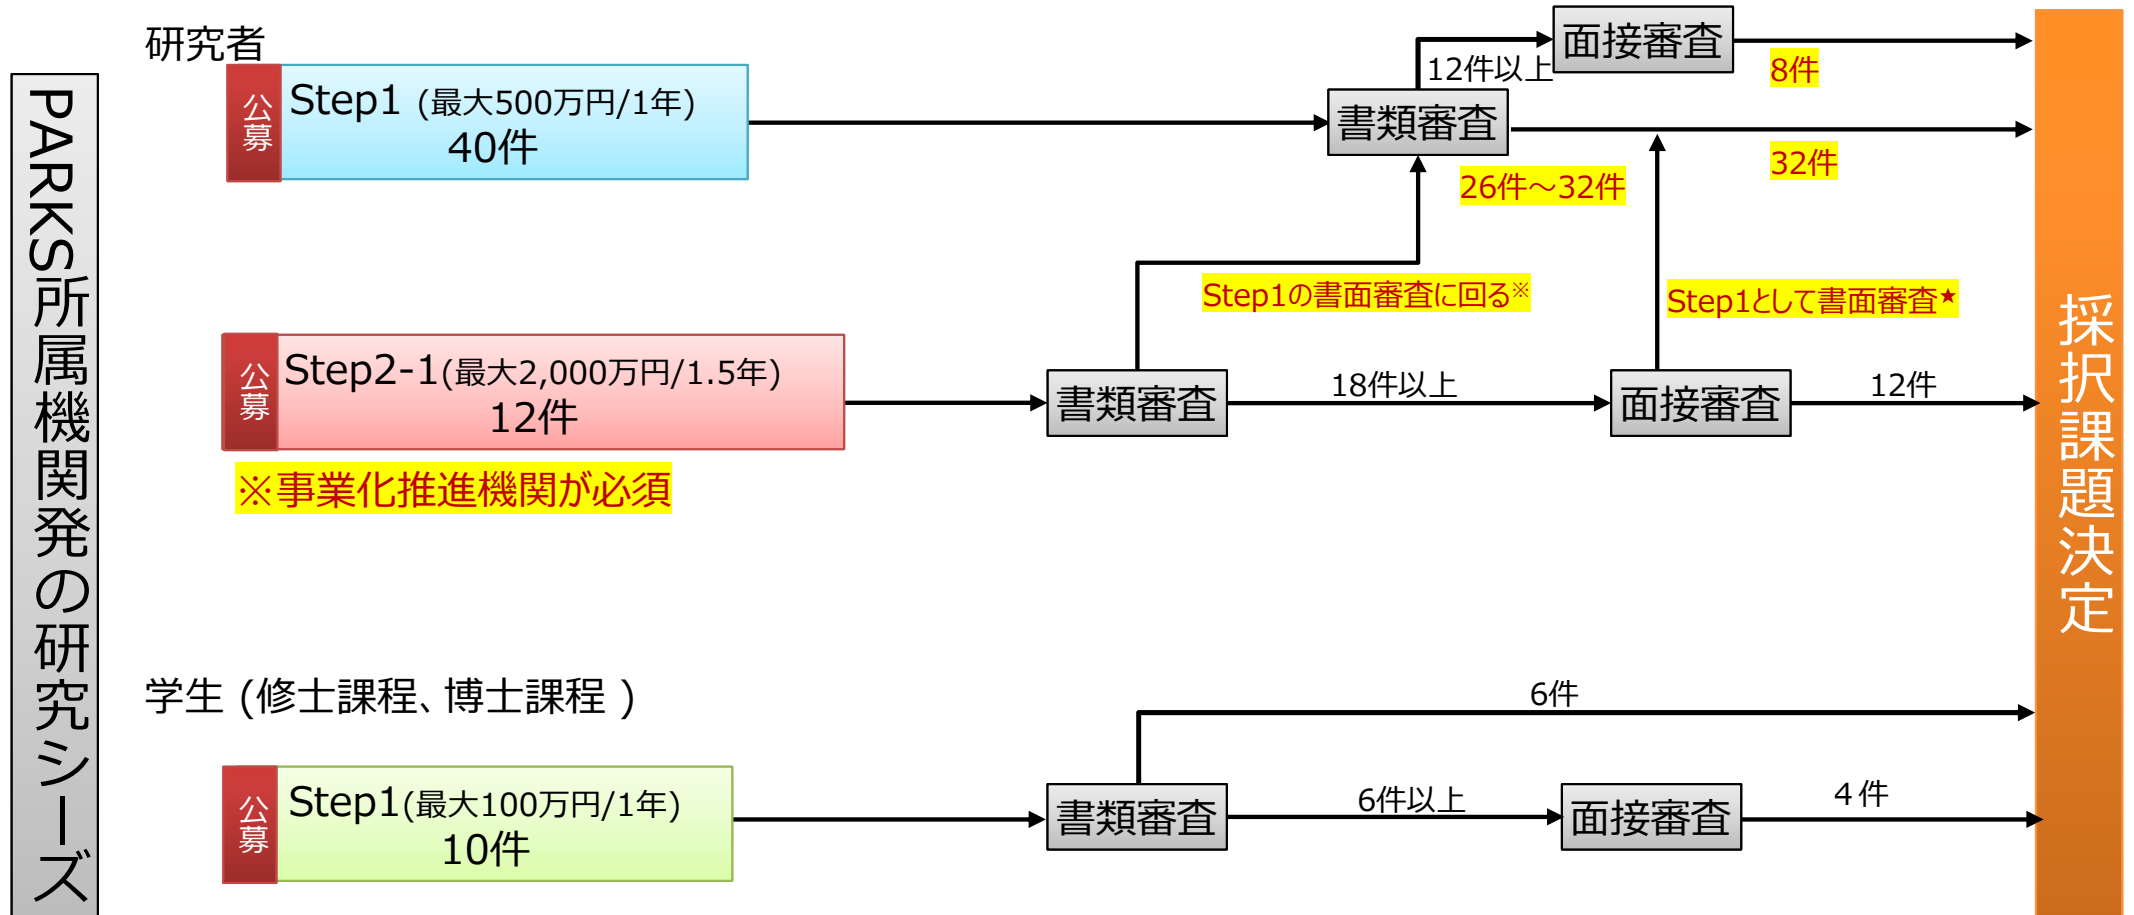 PARKS所属機関発の研究シーズ
研究者
公募
Step1 (最大500万円/1年)
40件
書類審査
12件以上
面接審査
8件
26件～32件
32件
Step1の書面審査に回る※
Step1として書面審査★
公募
Step2-1(最大2,000万円/1.5年)
12件
※事業化推進機関が必須
書類審査
18件以上
面接審査
12件
学生 (修士課程、博士課程 )
公募
Step1(最大100万円/1年)
10件
書類審査
6件
6件以上
面接審査
４件
採択課題決定